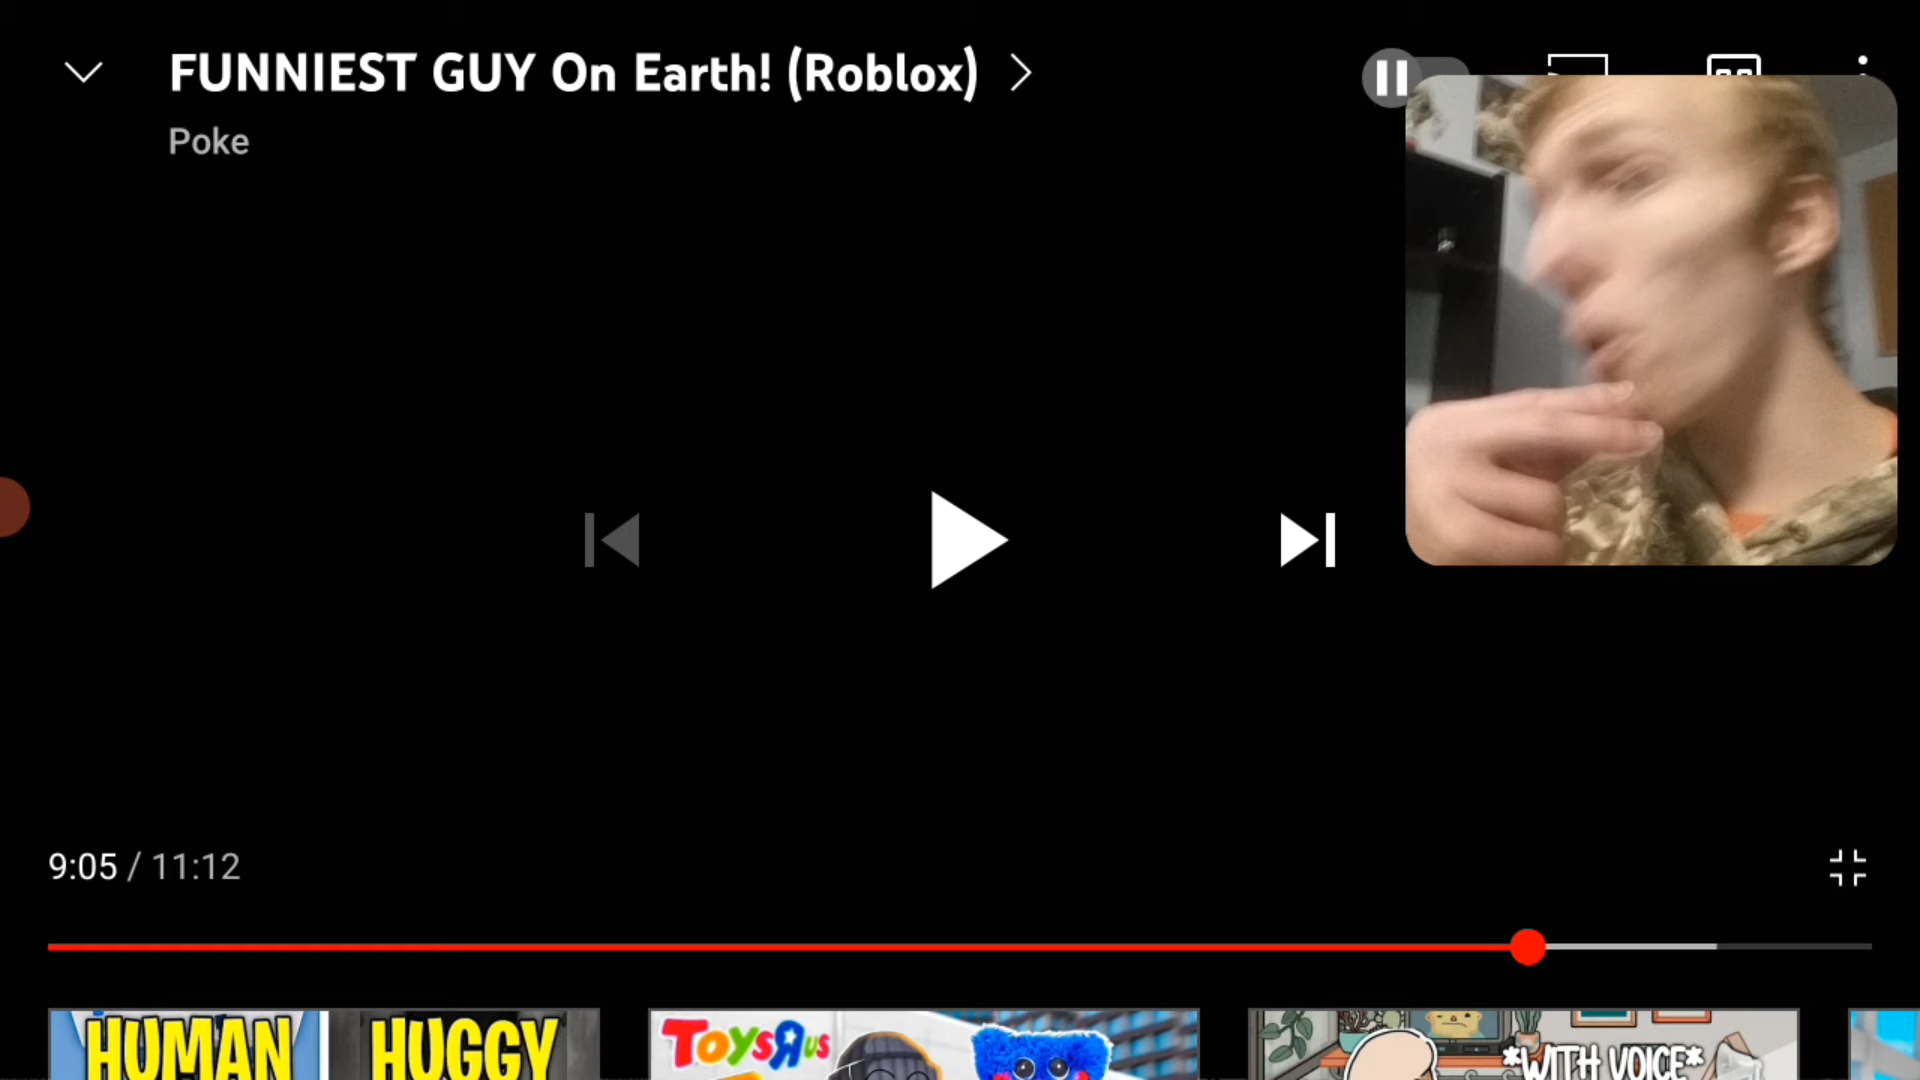 FUNNIEST GUY On Earth! (Roblox)
Poke
9:05 / 11:12
HUMAN HUGGY
TOYSRUS
*WITH VOICE*